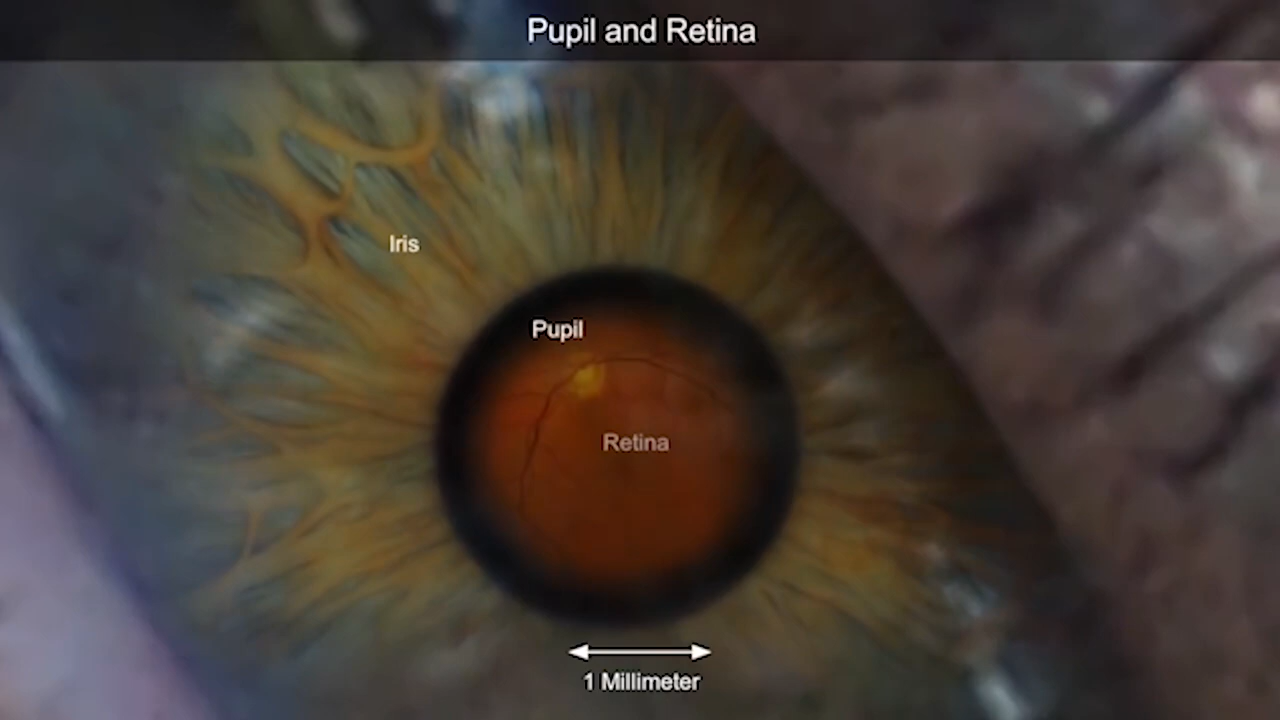 Pupil and Retina
Iris
Pupil
Retina
1 Millimeter